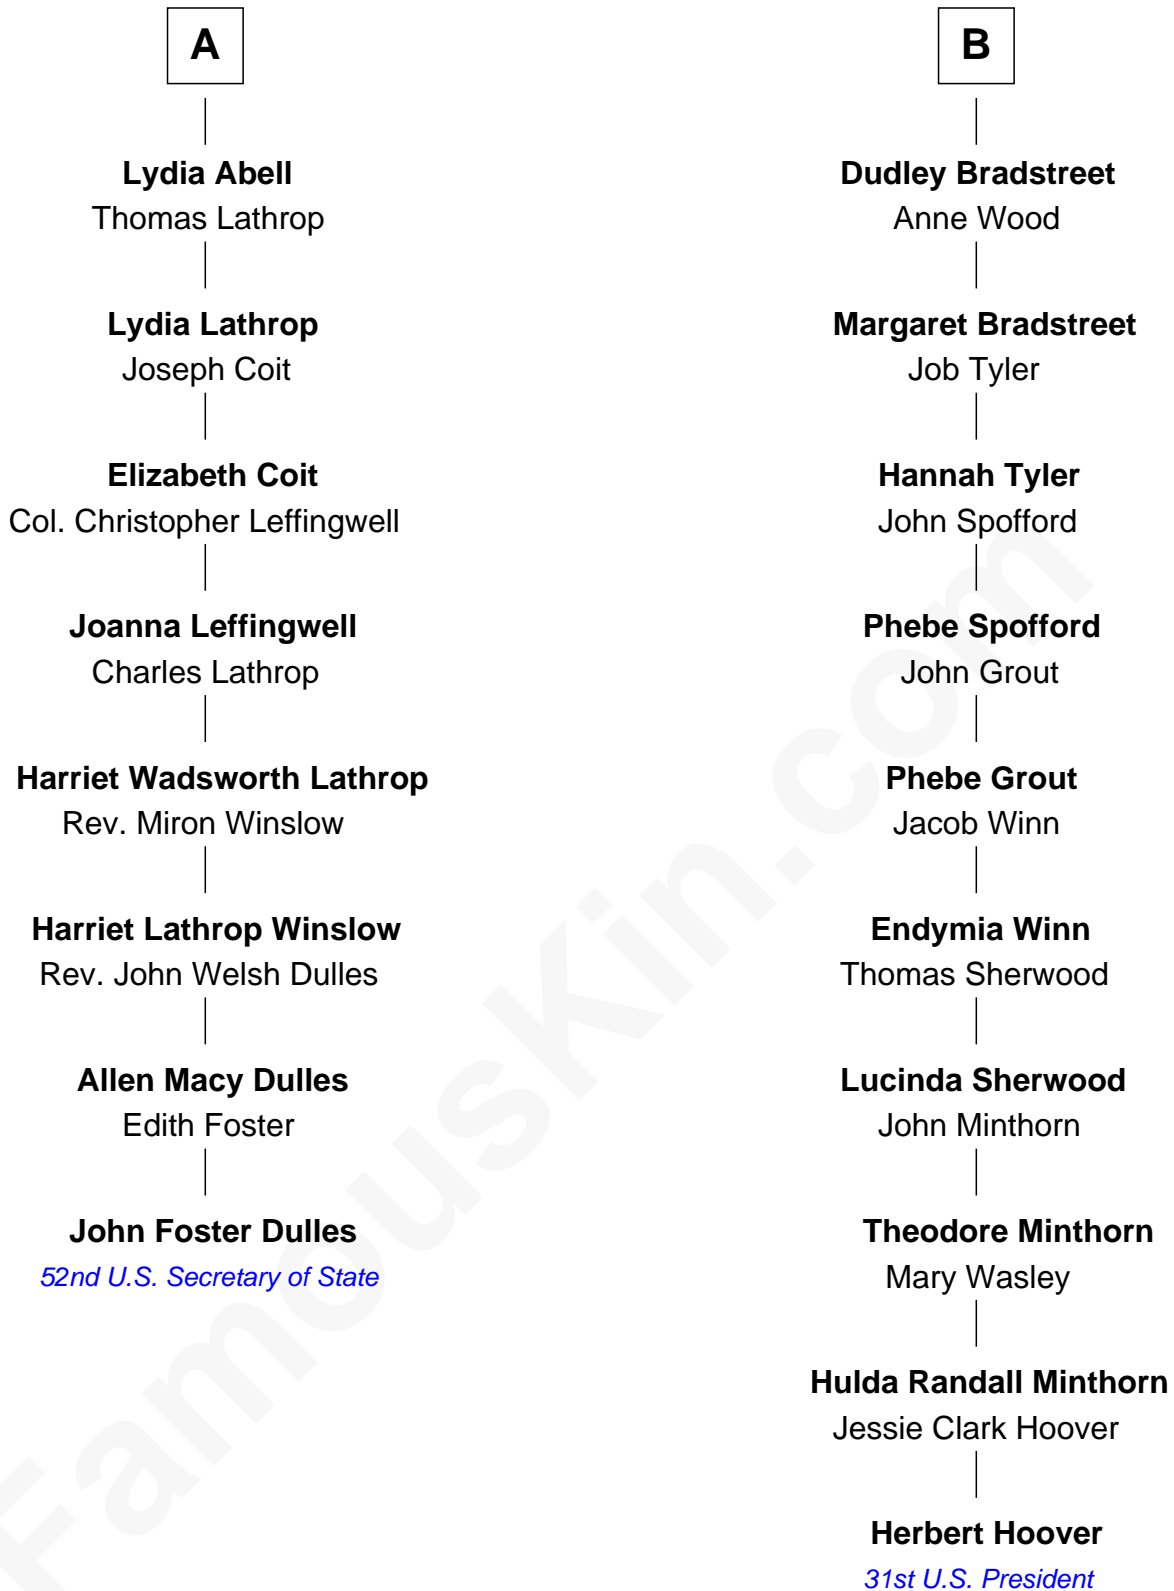 A
Lydia Abell
Thomas Lathrop
Lydia Lathrop
Joseph Coit
Elizabeth Coit
Col. Christopher Leffingwell
Joanna Leffingwell
Charles Lathrop
Harriet Wadsworth Lathrop
Rev. Miron Winslow
Harriet Lathrop Winslow
Rev. John Welsh Dulles
Allen Macy Dulles
Edith Foster
John Foster Dulles
52nd U.S. Secretary of State
B
Dudley Bradstreet
Anne Wood
Margaret Bradstreet
Job Tyler
Hannah Tyler
John Spofford
Phebe Spofford
John Grout
Phebe Grout
Jacob Winn
Endymia Winn
Thomas Sherwood
Lucinda Sherwood
John Minthorn
Theodore Minthorn
Mary Wasley
Hulda Randall Minthorn
Jessie Clark Hoover
Herbert Hoover
31st U.S. President
FamousKin.com